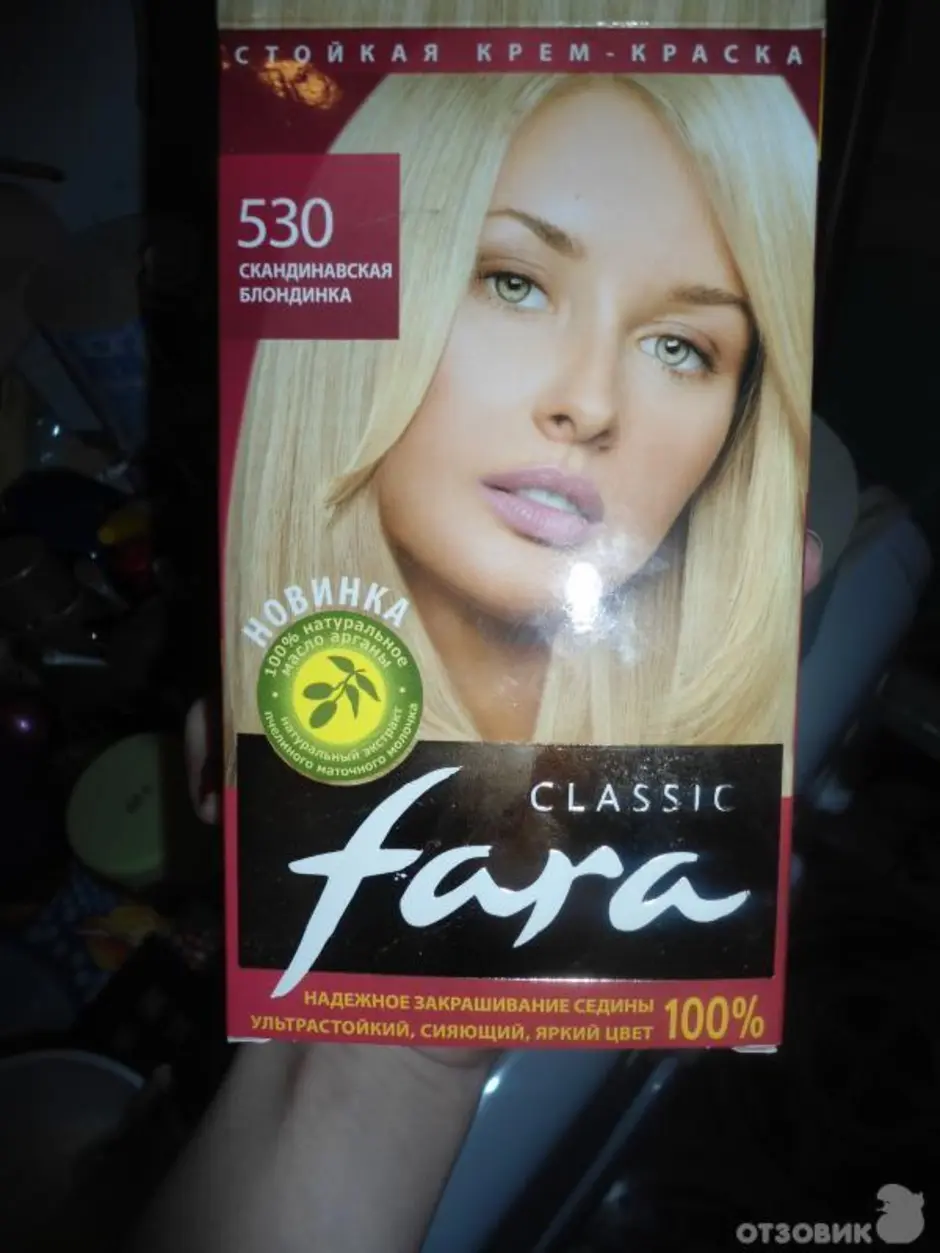 СТОЙКАЯ КРЕМ-КРАСКА
530
СКАНДИНАВСКАЯ
БЛОНДИНКА
НОВИНКА
100% натуральное
масло арганы
натуральный экстракт
пчелиного маточного молочка
CLASSIC
fara
НАДЕЖНОЕ ЗАКРАШИВАНИЕ СЕДИНЫ
УЛЬТРАСТОЙКИЙ, СИЯЮЩИЙ, ЯРКИЙ ЦВЕТ
100%
ОТЗОВИК